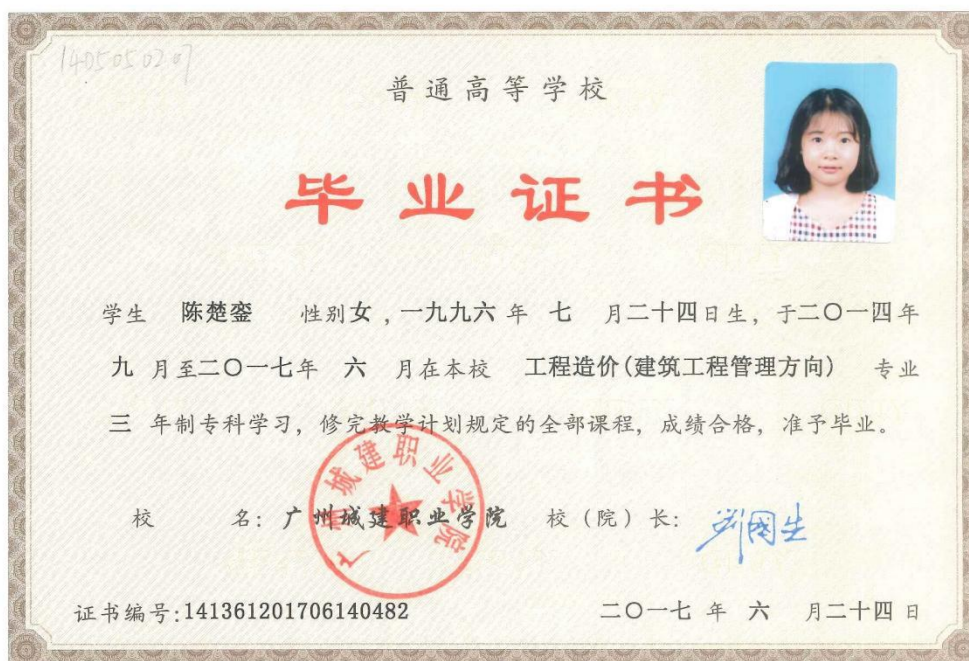 1405050207
普通高等学校
毕业证书
学生 陈楚銮 性别女,一九九六年 七 月二十四日生,于二〇一四年
九 月至二〇一七年 六 月在本校 工程造价(建筑工程管理方向) 专业
三 年制专科学习,修完教学计划规定的全部课程,成绩合格,准予毕业。
广州城建职业学院
校 名:广州城建职业学院 校(院)长:刘国生
证书编号:141361201706140482 二〇一七 年 六 月二十四日